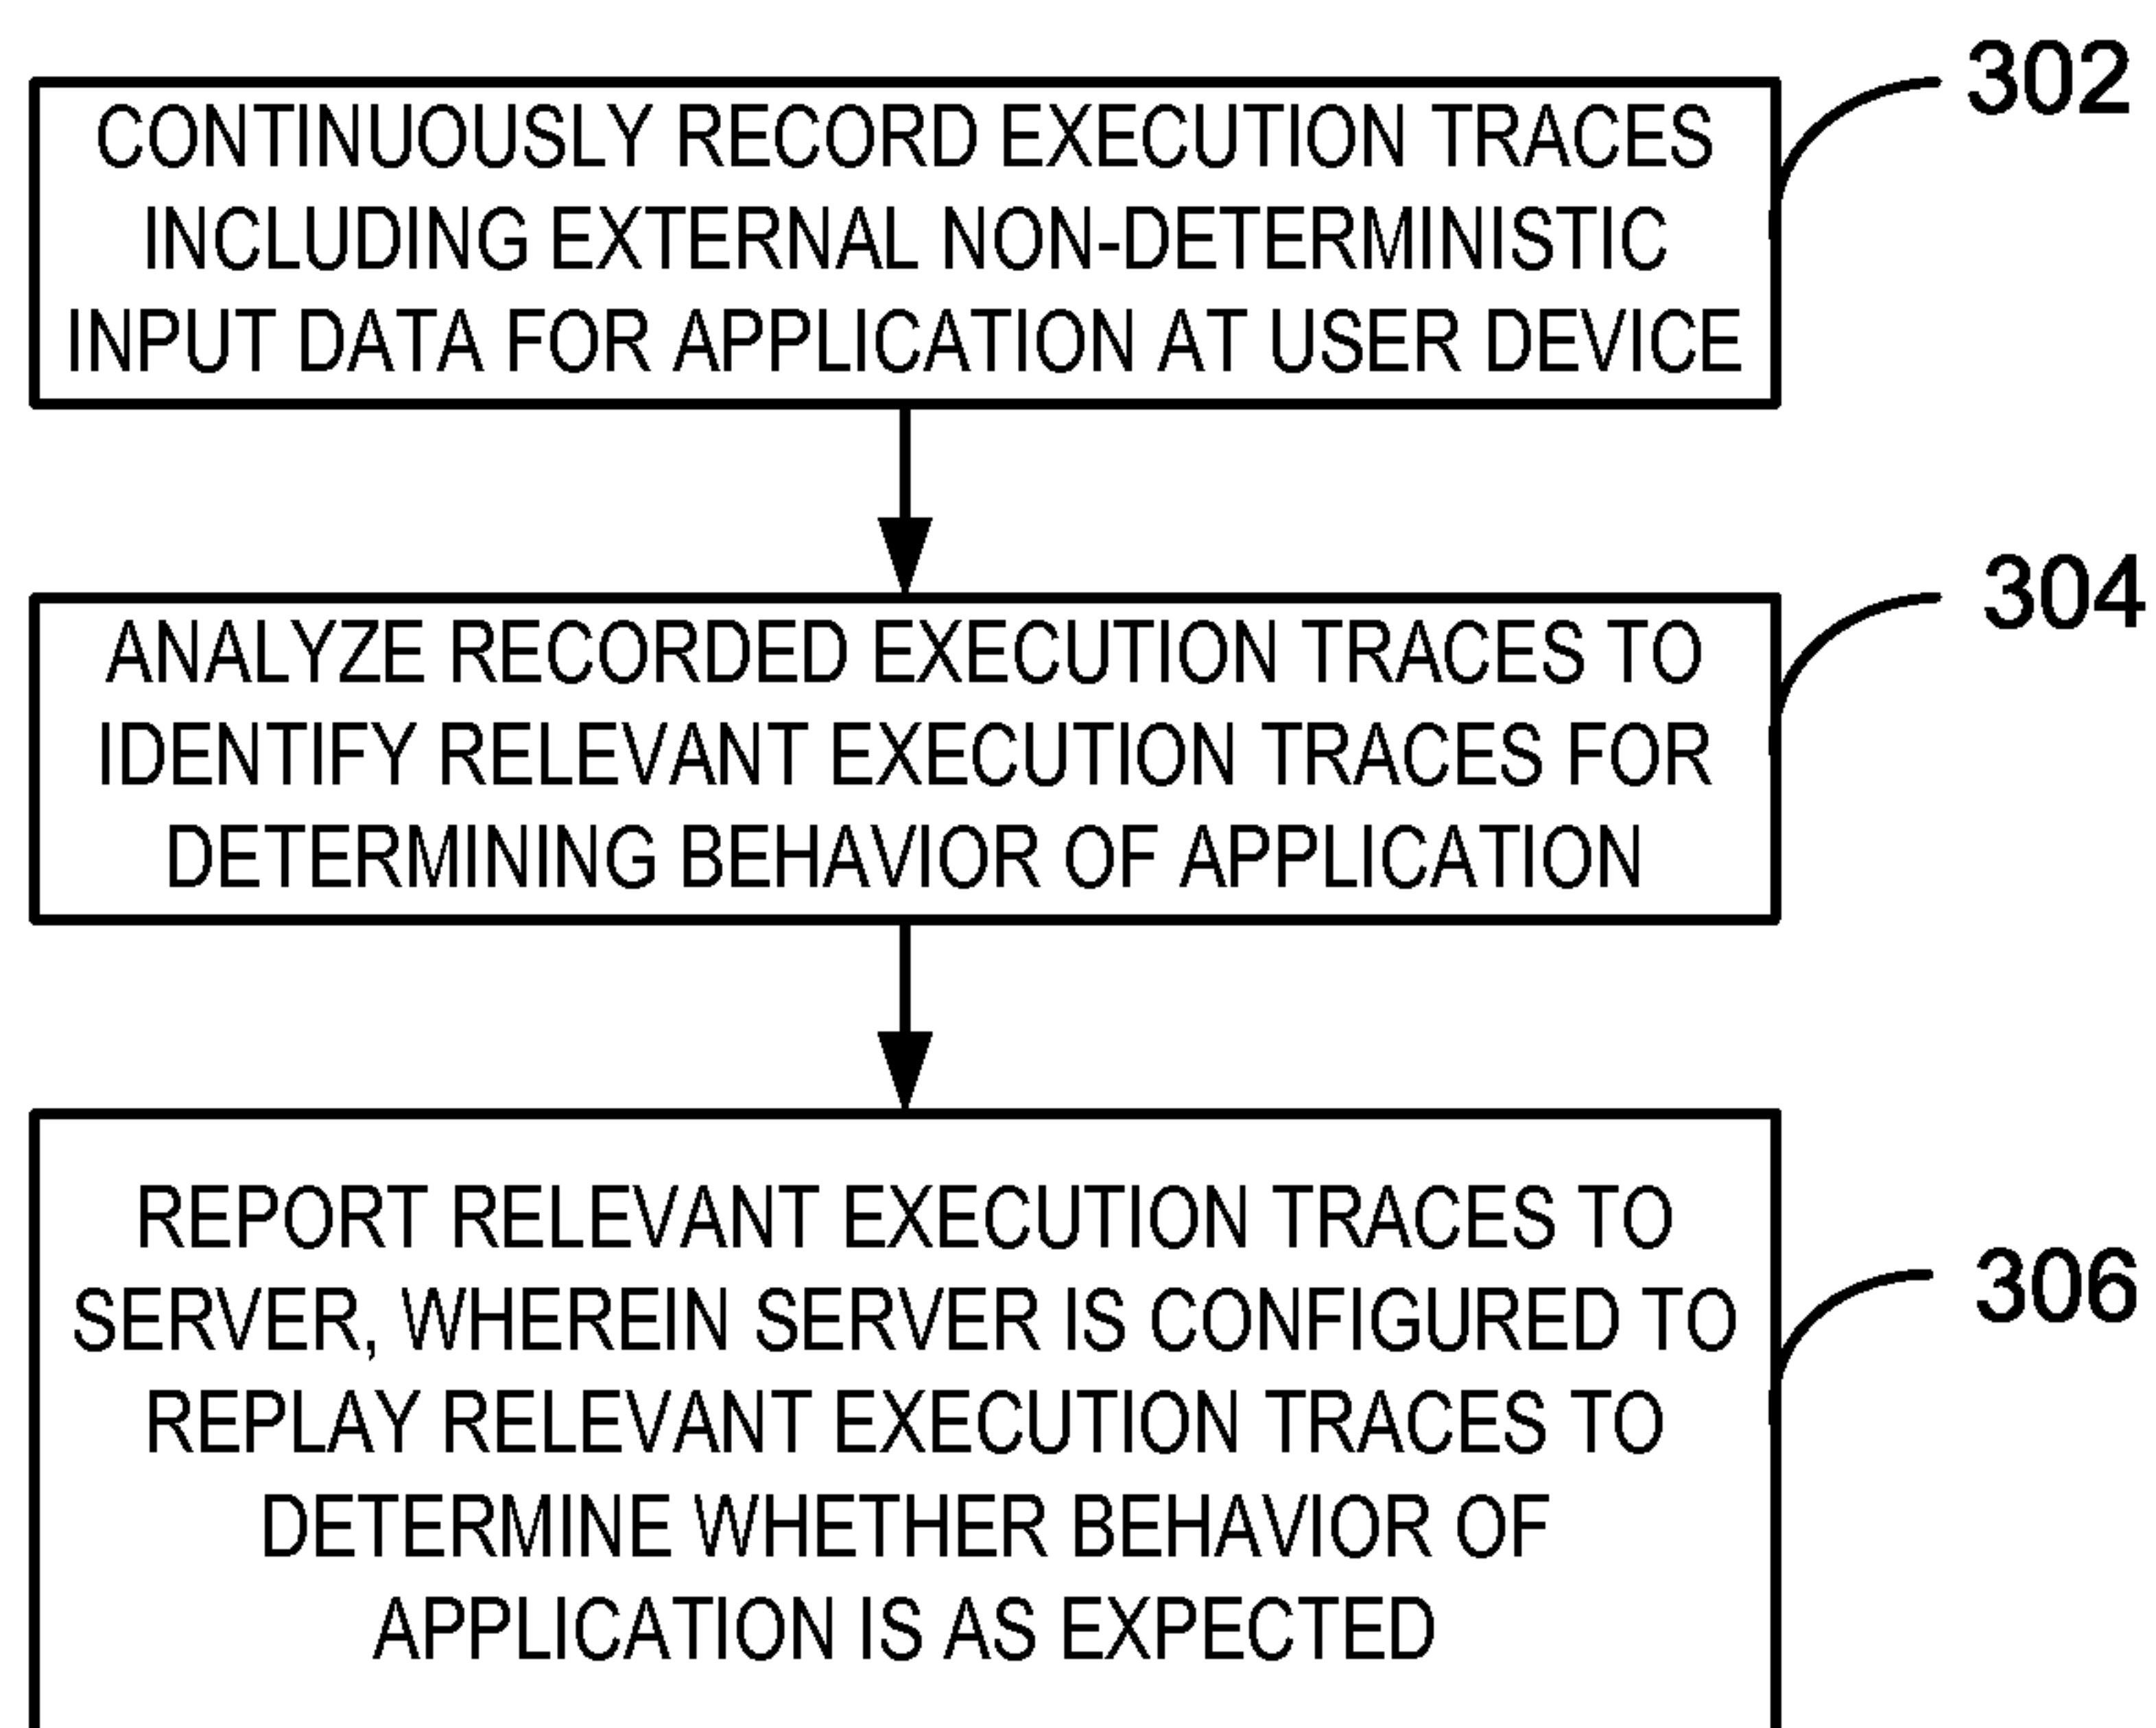 302
CONTINUOUSLY RECORD EXECUTION TRACES
INCLUDING EXTERNAL NON-DETERMINISTIC
INPUT DATA FOR APPLICATION AT USER DEVICE
304
ANALYZE RECORDED EXECUTION TRACES TO
IDENTIFY RELEVANT EXECUTION TRACES FOR
DETERMINING BEHAVIOR OF APPLICATION
306
REPORT RELEVANT EXECUTION TRACES TO
SERVER, WHEREIN SERVER IS CONFIGURED TO
REPLAY RELEVANT EXECUTION TRACES TO
DETERMINE WHETHER BEHAVIOR OF
APPLICATION IS AS EXPECTED